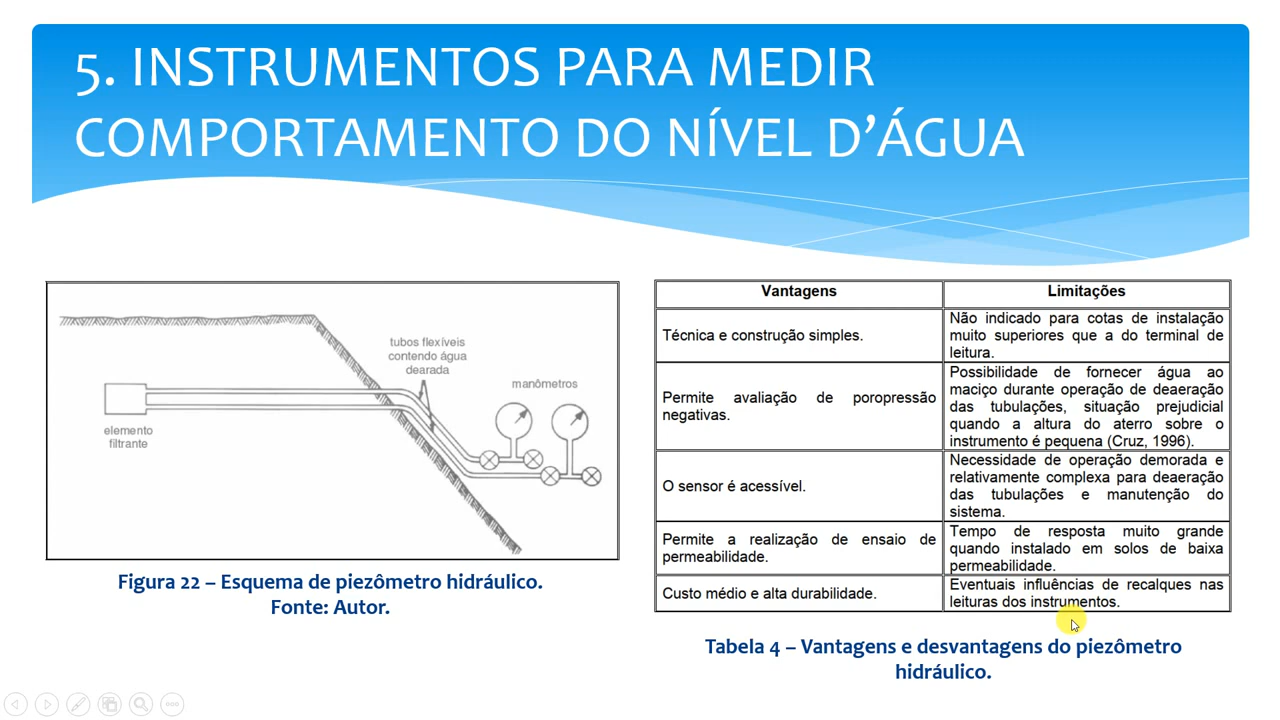 5. INSTRUMENTOS PARA MEDIR
COMPORTAMENTO DO NÍVEL D’ÁGUA
tubos flexíveis
contendo água
dearada
manômetros
elemento
filtrante
Figura 22 – Esquema de piezômetro hidráulico.
Fonte: Autor.
Vantagens
Limitações
Técnica e construção simples.
Não indicado para cotas de instalação
muito superiores que a do terminal de
leitura.
Permite avaliação de poropressão
negativas.
Possibilidade de fornecer água ao
maciço durante operação de deaeração
das tubulações, situação prejudicial
quando a altura do aterro sobre o
instrumento é pequena (Cruz, 1996).
O sensor é acessível.
Necessidade de operação demorada e
relativamente complexa para deaeração
das tubulações e manutenção do
sistema.
Permite a realização de ensaio de
permeabilidade.
Tempo de resposta muito grande
quando instalado em solos de baixa
permeabilidade.
Custo médio e alta durabilidade.
Eventuais influências de recalques nas
leituras dos instrumentos.
Tabela 4 – Vantagens e desvantagens do piezômetro
hidráulico.